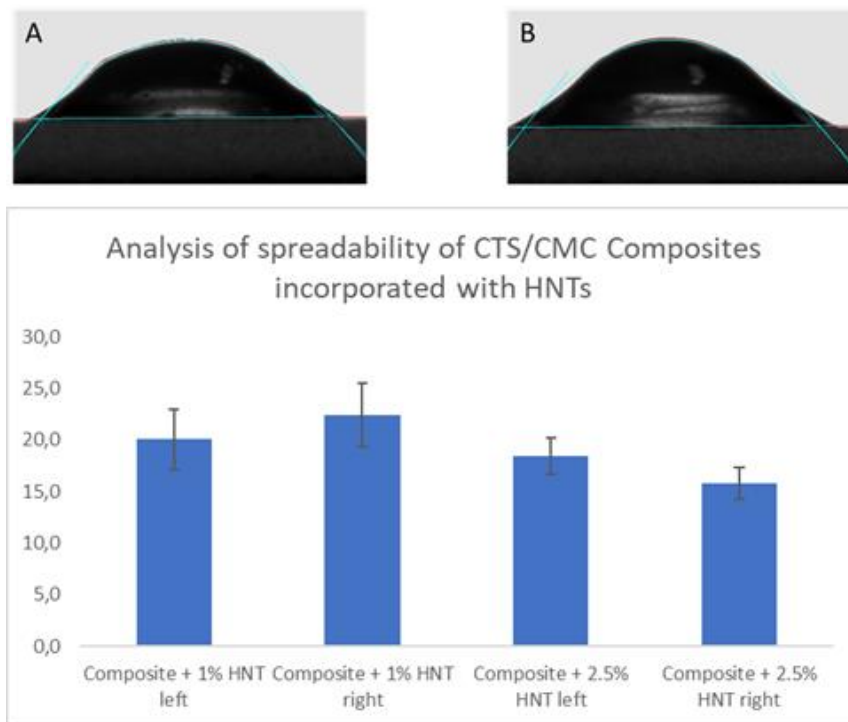 A
B
Analysis of spreadability of CTS/CMC Composites
incorporated with HNTs
30,0
25,0
20,0
15,0
10,0
5,0
0,0
Composite + 1% HNT
left
Composite + 1% HNT
right
Composite + 2.5%
HNT left
Composite + 2.5%
HNT right